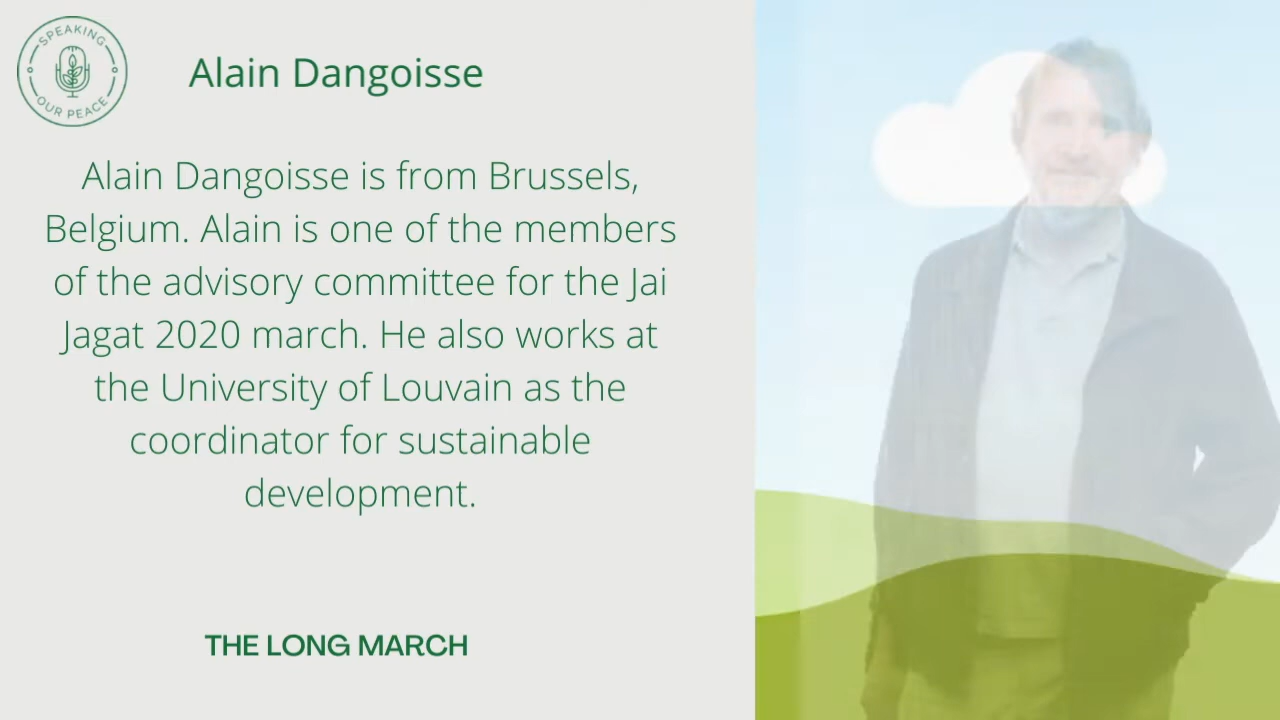 SPEAKING
OUR PEACE
Alain Dangoisse
Alain Dangoisse is from Brussels,
Belgium. Alain is one of the members
of the advisory committee for the Jai
Jagat 2020 march. He also works at
the University of Louvain as the
coordinator for sustainable
development.
THE LONG MARCH